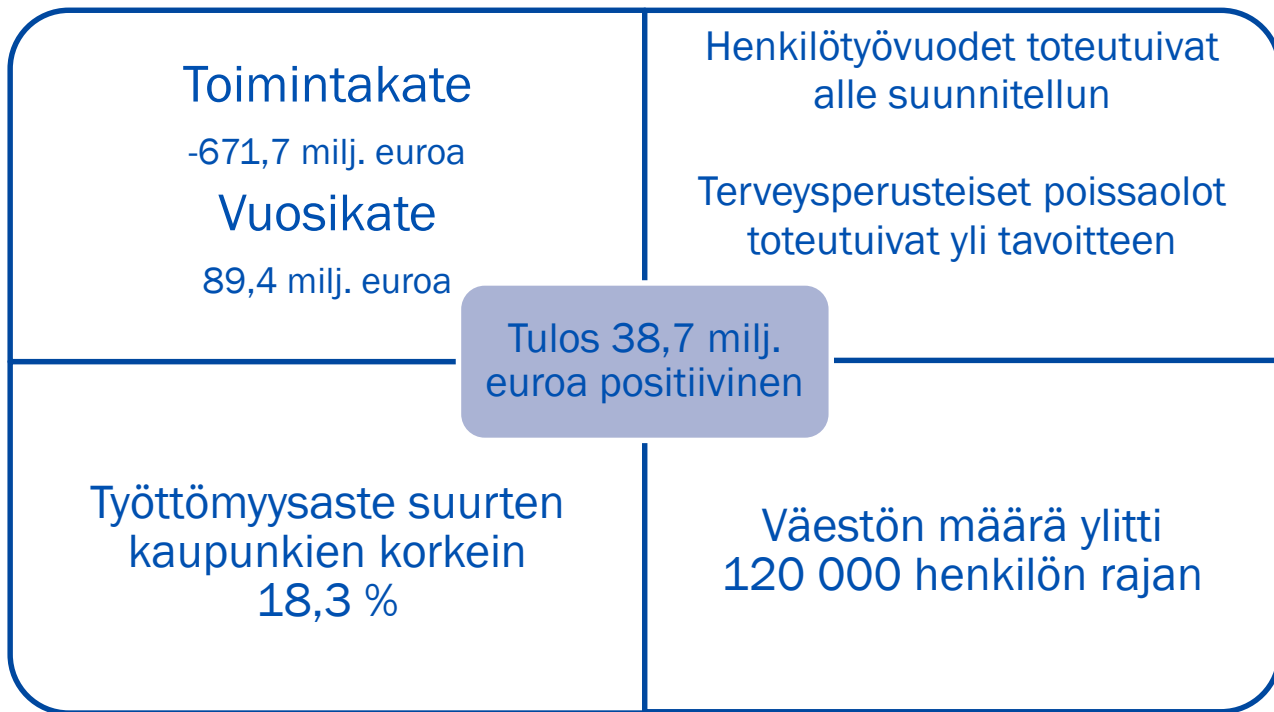 Toimintakate
-671,7 milj. euroa
Vuosikate
89,4 milj. euroa
Henkilötyövuodet toteutuivat
alle suunnitellun
Terveysperusteiset poissaolot
toteutuivat yli tavoitteen
Tulos 38,7 milj.
euroa positiivinen
Työttömyysaste suurten
kaupunkien korkein
18,3 %
Väestön määrä ylitti
120 000 henkilön rajan